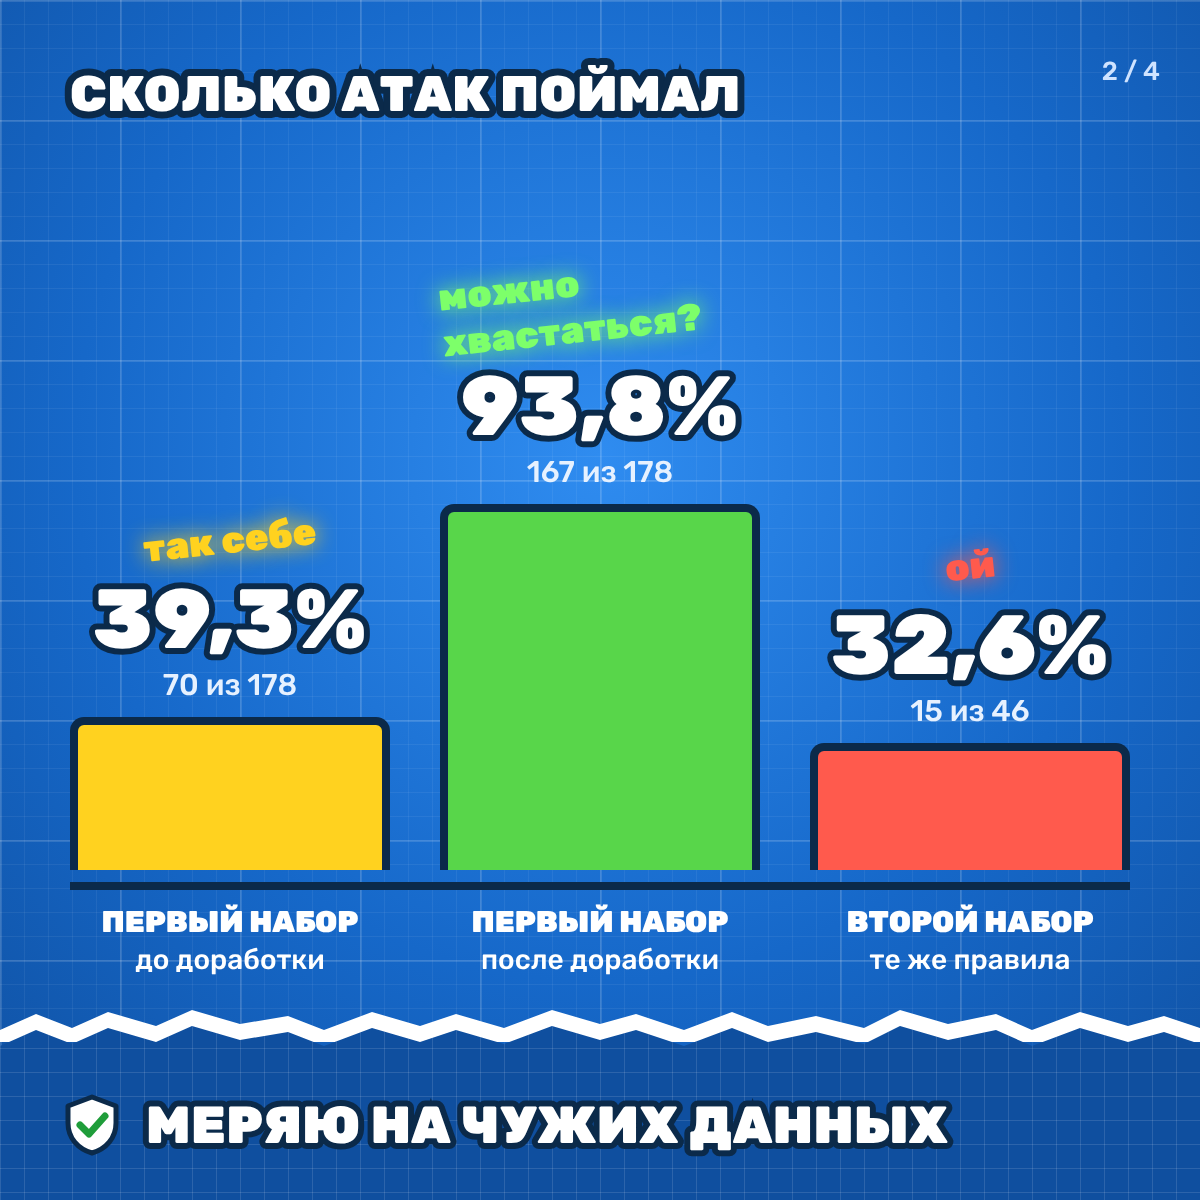 СКОЛЬКО АТАК ПОЙМАЛ
2 / 4
можно
хвастаться?
93,8%
167 из 178
так себе
39,3%
70 из 178
ой
32,6%
15 из 46
ПЕРВЫЙ НАБОР
до доработки
ПЕРВЫЙ НАБОР
после доработки
ВТОРОЙ НАБОР
те же правила
МЕРЯЮ НА ЧУЖИХ ДАННЫХ